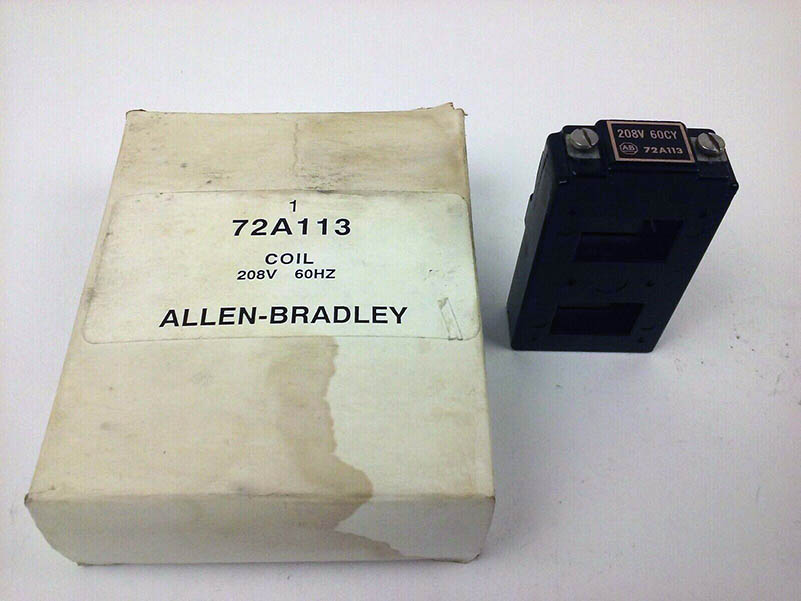 1
72A113
COIL
208V 60HZ
ALLEN-BRADLEY
208V 60CY
AB 72A113